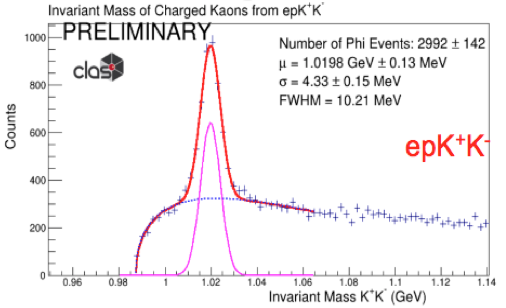 Invariant Mass of Charged Kaons from epK⁺K⁻
PRELIMINARY
clas
Number of Phi Events: 2992 ± 142
μ = 1.0198 GeV ± 0.13 MeV
σ = 4.33 ± 0.15 MeV
FWHM = 10.21 MeV
epK⁺K⁻
Counts
1000
800
600
400
200
0
0.96 0.98 1 1.02 1.04 1.06 1.08 1.1 1.12 1.14
Invariant Mass K⁺K⁻ (GeV)